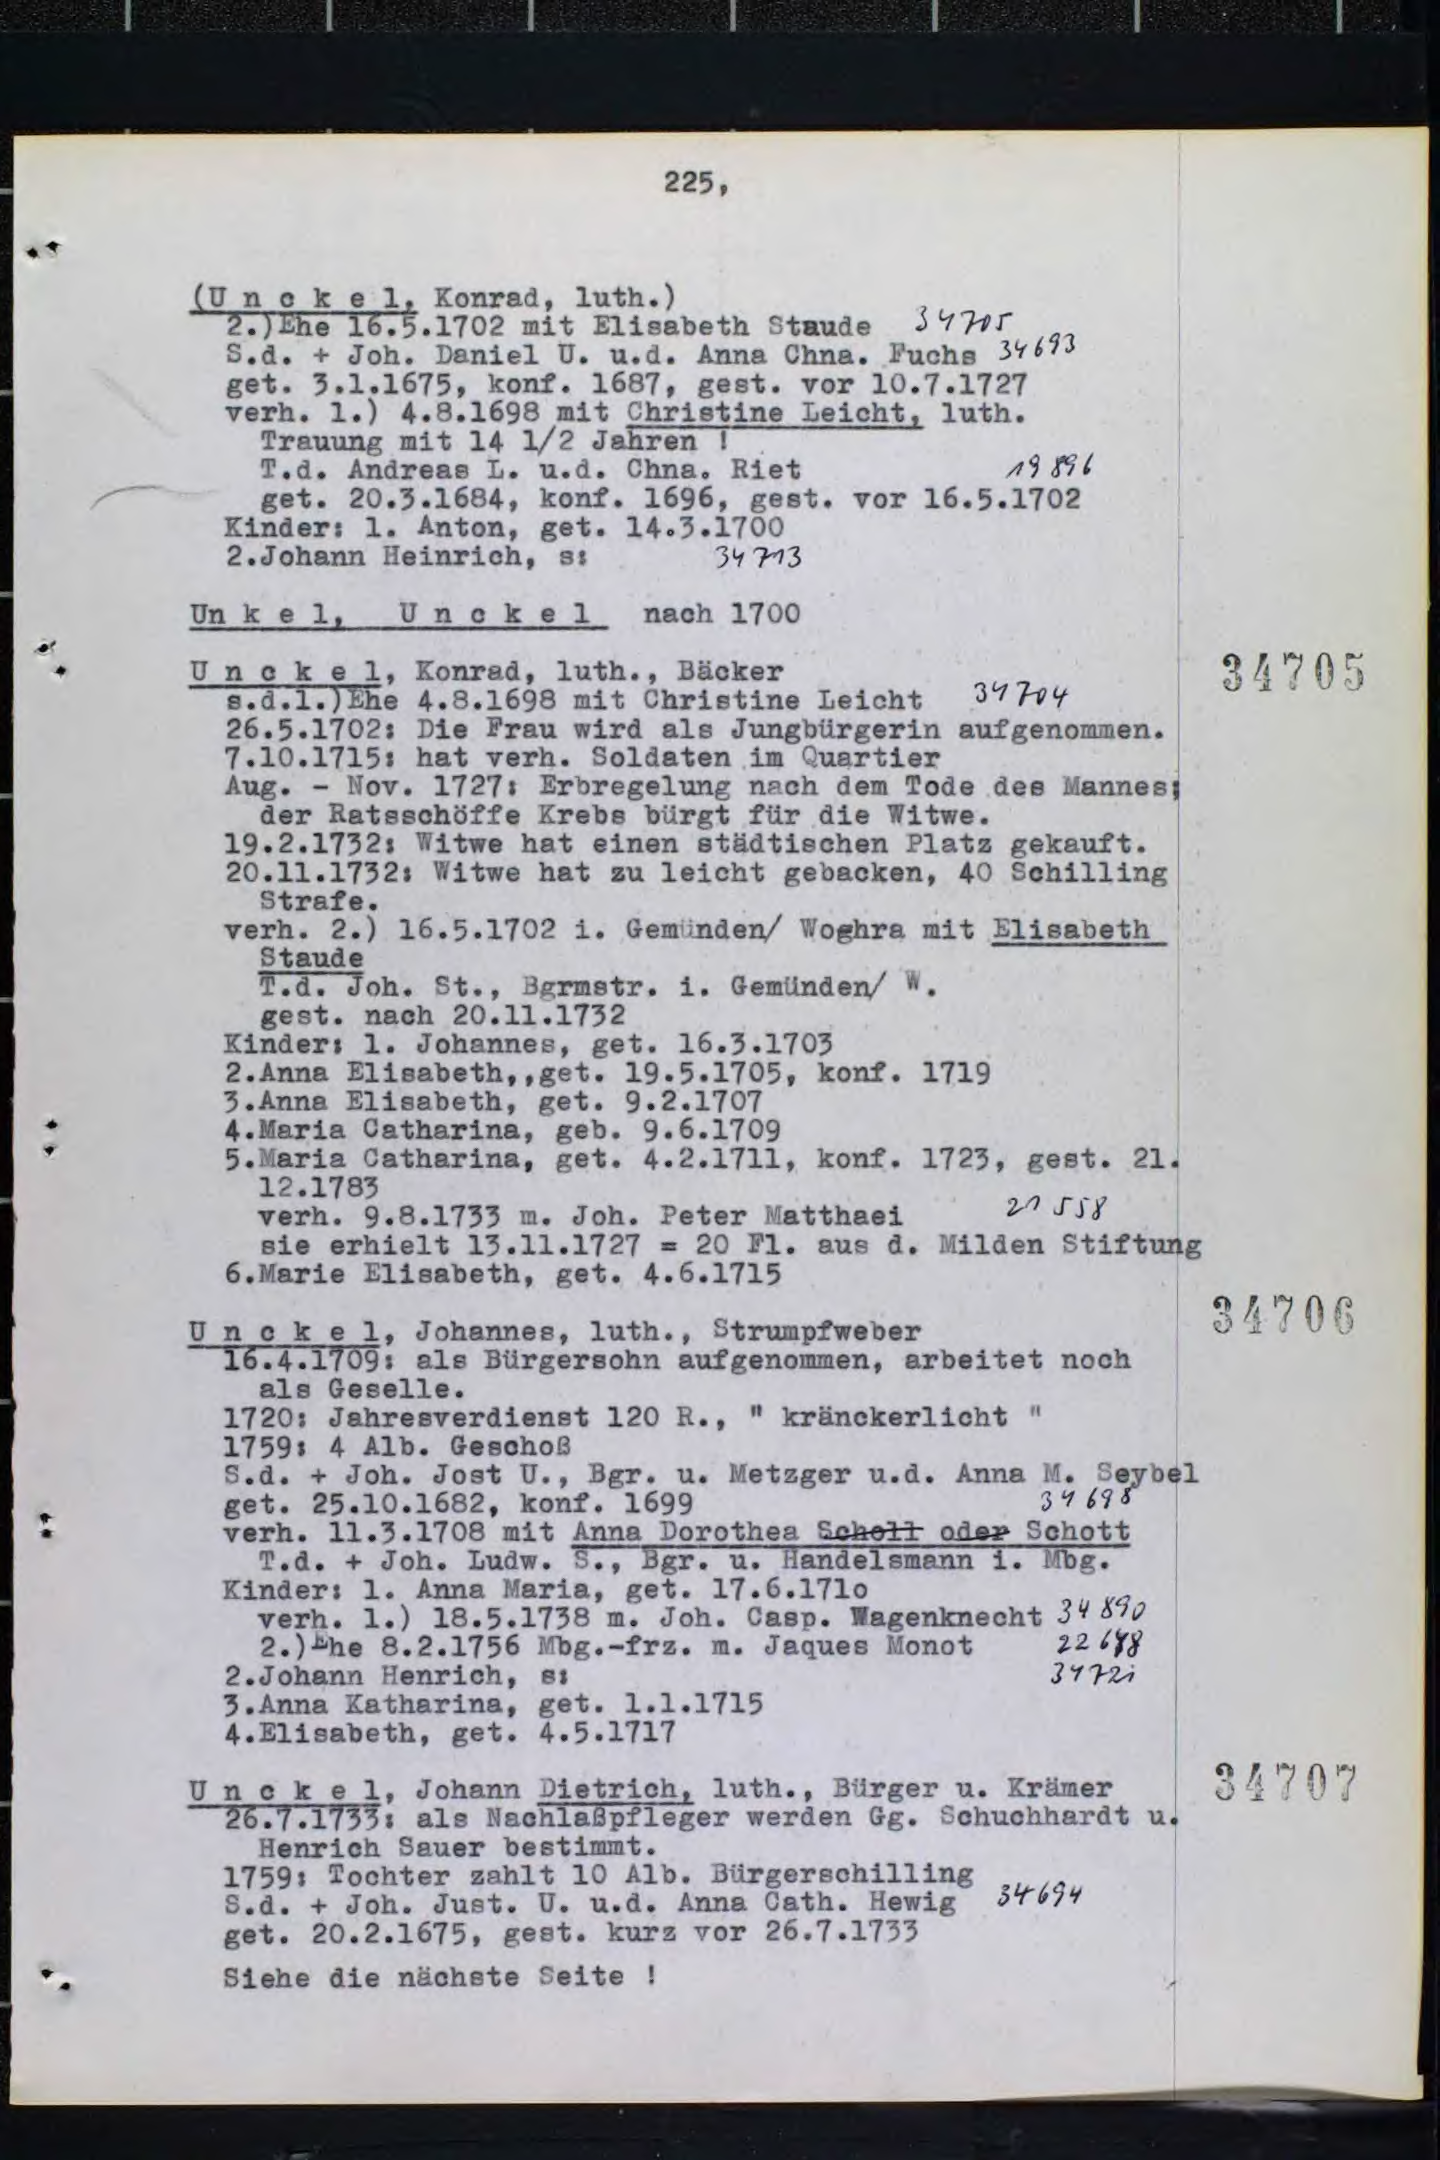 225,
(U n c k e l, Konrad, luth.)
2.)Ehe 16.5.1702 mit Elisabeth Staude 34705
S.d. + Joh. Daniel U. u.d. Anna Chna. Fuchs 34693
get. 3.1.1675, konf. 1687, gest. vor 10.7.1727
verh. 1.) 4.8.1698 mit Christine Leicht, luth.
Trauung mit 14 1/2 Jahren !
T.d. Andreas L. u.d. Chna. Riet 19896
get. 20.3.1684, konf. 1696, gest. vor 16.5.1702
Kinder: 1. Anton, get. 14.3.1700
2.Johann Heinrich, s: 34713
Un k e l, U n c k e l nach 1700
U n c k e l, Konrad, luth., Bäcker 34705
s.d.1.)Ehe 4.8.1698 mit Christine Leicht 34704
26.5.1702: Die Frau wird als Jungbürgerin aufgenommen.
7.10.1715: hat verh. Soldaten im Quartier
Aug. - Nov. 1727: Erbregelung nach dem Tode des Mannes;
der Ratsschöffe Krebs bürgt für die Witwe.
19.2.1732: Witwe hat einen städtischen Platz gekauft.
20.11.1732: Witwe hat zu leicht gebacken, 40 Schilling
Strafe.
verh. 2.) 16.5.1702 i. Gemünden/ Woghra mit Elisabeth
Staude
T.d. Joh. St., Bgrmstr. i. Gemünden/ W.
gest. nach 20.11.1732
Kinder: 1. Johannes, get. 16.3.1703
2.Anna Elisabeth,,get. 19.5.1705, konf. 1719
3.Anna Elisabeth, get. 9.2.1707
4.Maria Catharina, geb. 9.6.1709
5.Maria Catharina, get. 4.2.1711, konf. 1723, gest. 21.
12.1783
verh. 9.8.1733 m. Joh. Peter Matthaei 21558
sie erhielt 13.11.1727 = 20 Fl. aus d. Milden Stiftung
6.Marie Elisabeth, get. 4.6.1715
34706
U n c k e l, Johannes, luth., Strumpfweber
16.4.1709: als Bürgersohn aufgenommen, arbeitet noch
als Geselle.
1720: Jahresverdienst 120 R., " kränckerlicht "
1759: 4 Alb. Geschoß
S.d. + Joh. Jost U., Bgr. u. Metzger u.d. Anna M. Seybel
get. 25.10.1682, konf. 1699 34698
verh. 11.3.1708 mit Anna Dorothea Scholl oder Schott
T.d. + Joh. Ludw. S., Bgr. u. Handelsmann i. Mbg.
Kinder: 1. Anna Maria, get. 17.6.171o
verh. 1.) 18.5.1738 m. Joh. Casp. Wagenknecht 34890
2.)Ehe 8.2.1756 Mbg.-frz. m. Jaques Monot
2.Johann Henrich, s:
3.Anna Katharina, get. 1.1.1715
4.Elisabeth, get. 4.5.1717
U n c k e l, Johann Dietrich, luth., Bürger u. Krämer 34707
26.7.1733: als Nachlaßpfleger werden Gg. Schuchhardt u.
Henrich Sauer bestimmt.
1759: Tochter zahlt 10 Alb. Bürgerschilling
S.d. + Joh. Just. U. u.d. Anna Cath. Hewig 34694
get. 20.2.1675, gest. kurz vor 26.7.1733
Siehe die nächste Seite !